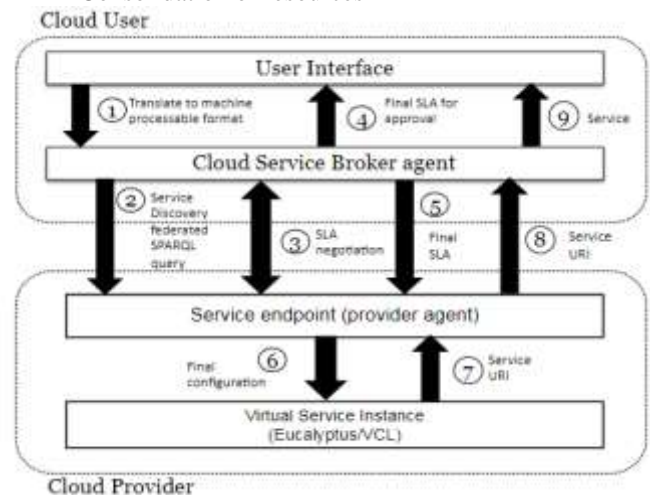 Cloud User
User Interface
1 Translate to machine
processable format
4 Final SLA for
approval
9 Service
Cloud Service Broker agent
2 Service
Discovery
federated
SPARQL
query
3 SLA
negotiation
5
Final
SLA
8 Service
URI
Service endpoint (provider agent)
6
Final
configuration
7 Service
URI
Virtual Service Instance
(Eucalyptus/VCL)
Cloud Provider